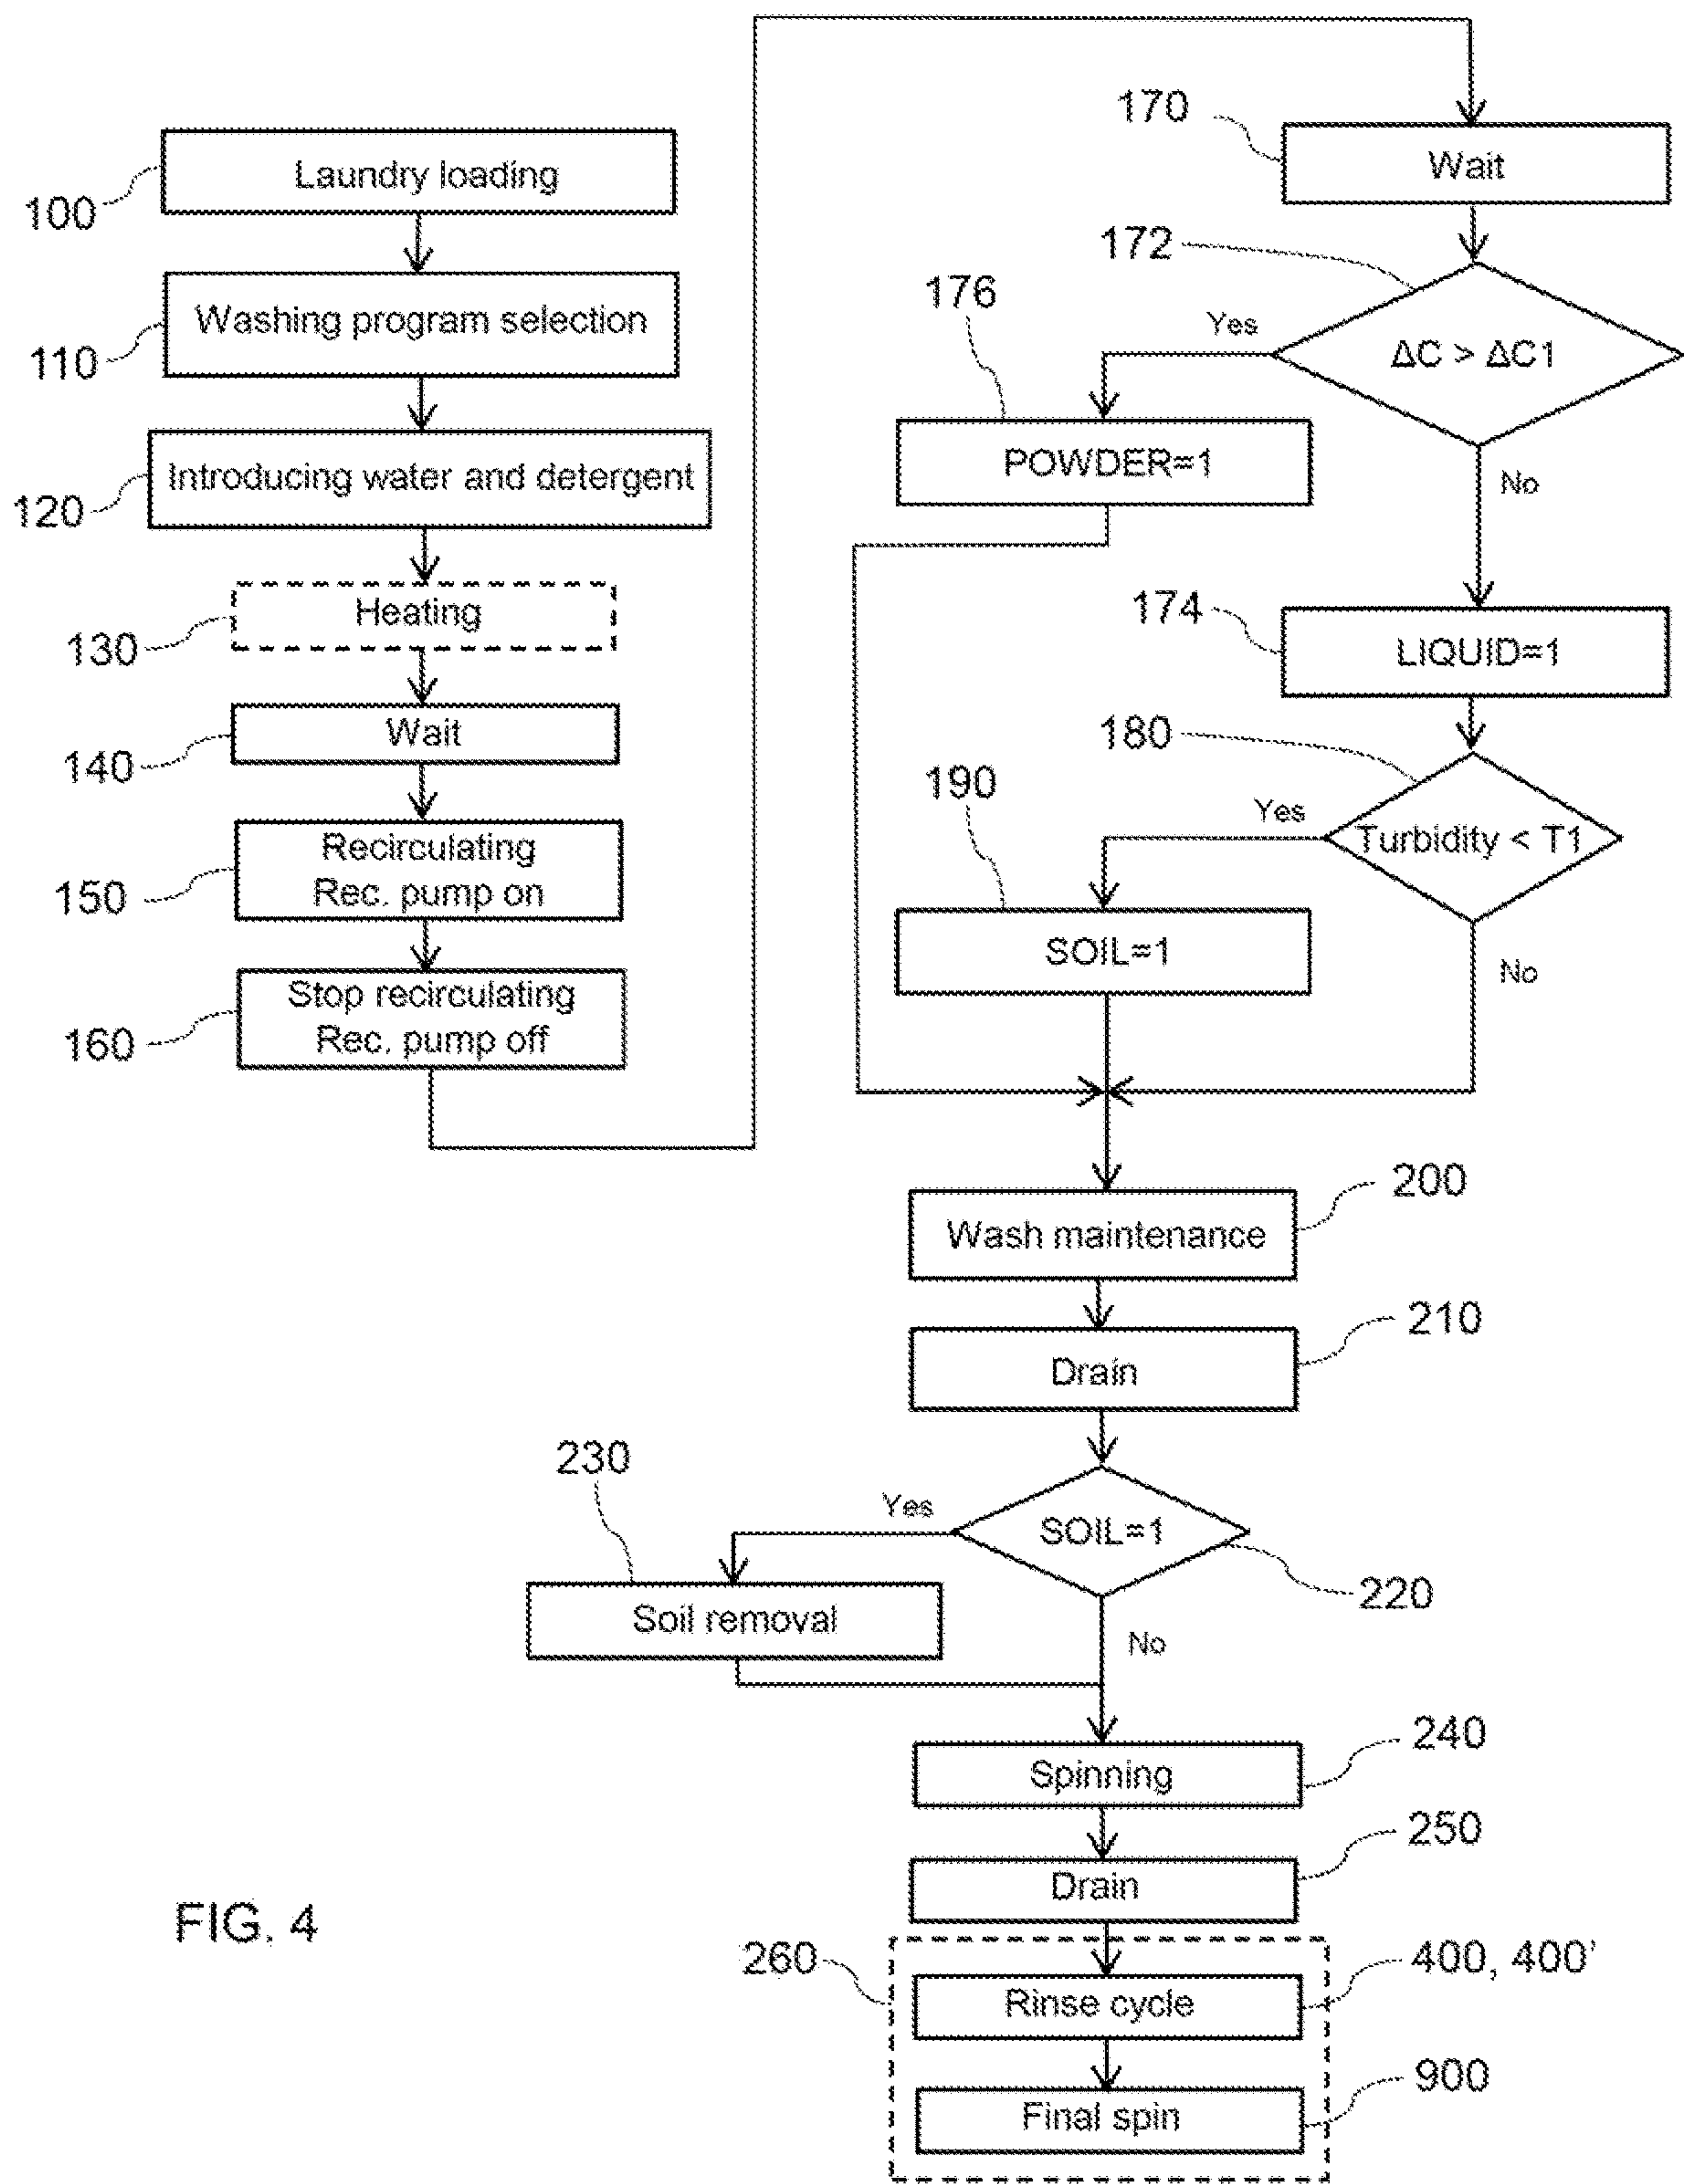 100
Laundry loading
110
Washing program selection
120
Introducing water and detergent
130
Heating
140
Wait
150
Recirculating
Rec. pump on
160
Stop recirculating
Rec. pump off
170
Wait
172
ΔC > ΔC1
Yes
No
176
POWDER=1
174
LIQUID=1
180
Turbidity < T1
Yes
No
190
SOIL=1
200
Wash maintenance
210
Drain
220
SOIL=1
Yes
No
230
Soil removal
240
Spinning
250
Drain
260
400, 400'
Rinse cycle
900
Final spin
FIG. 4